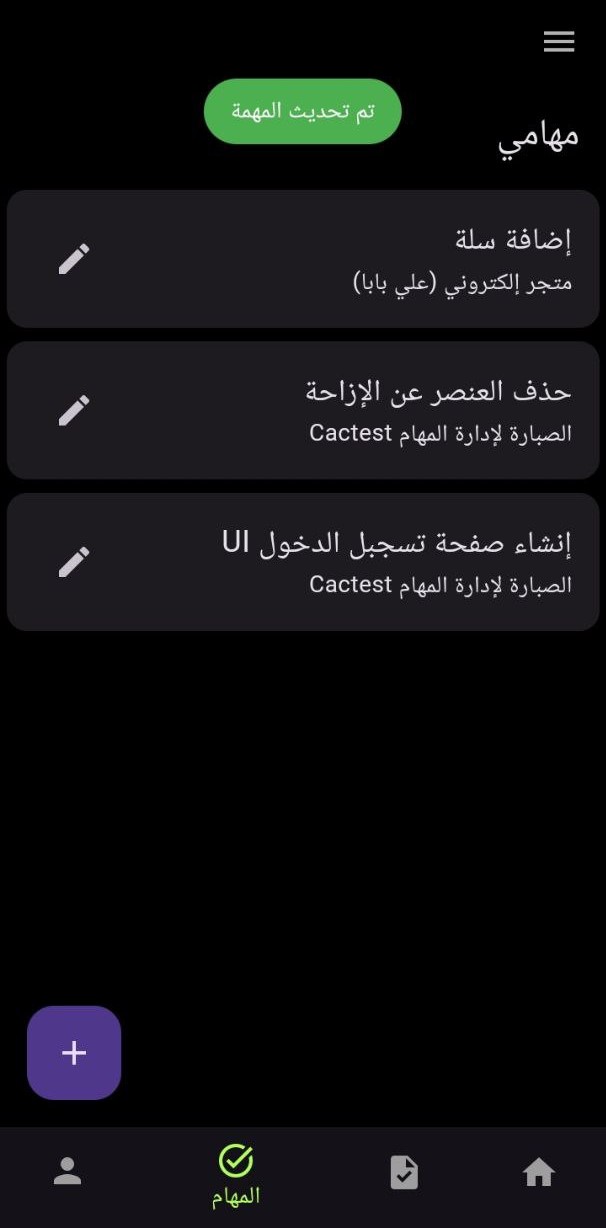 تم تحديث المهمة
مهامي
إضافة سلة
متجر إلكتروني (علي بابا)
حذف العنصر عن الإزاحة
الصبارة لإدارة المهام Cactest
إنشاء صفحة تسجبل الدخول UI
الصبارة لإدارة المهام Cactest
المهام